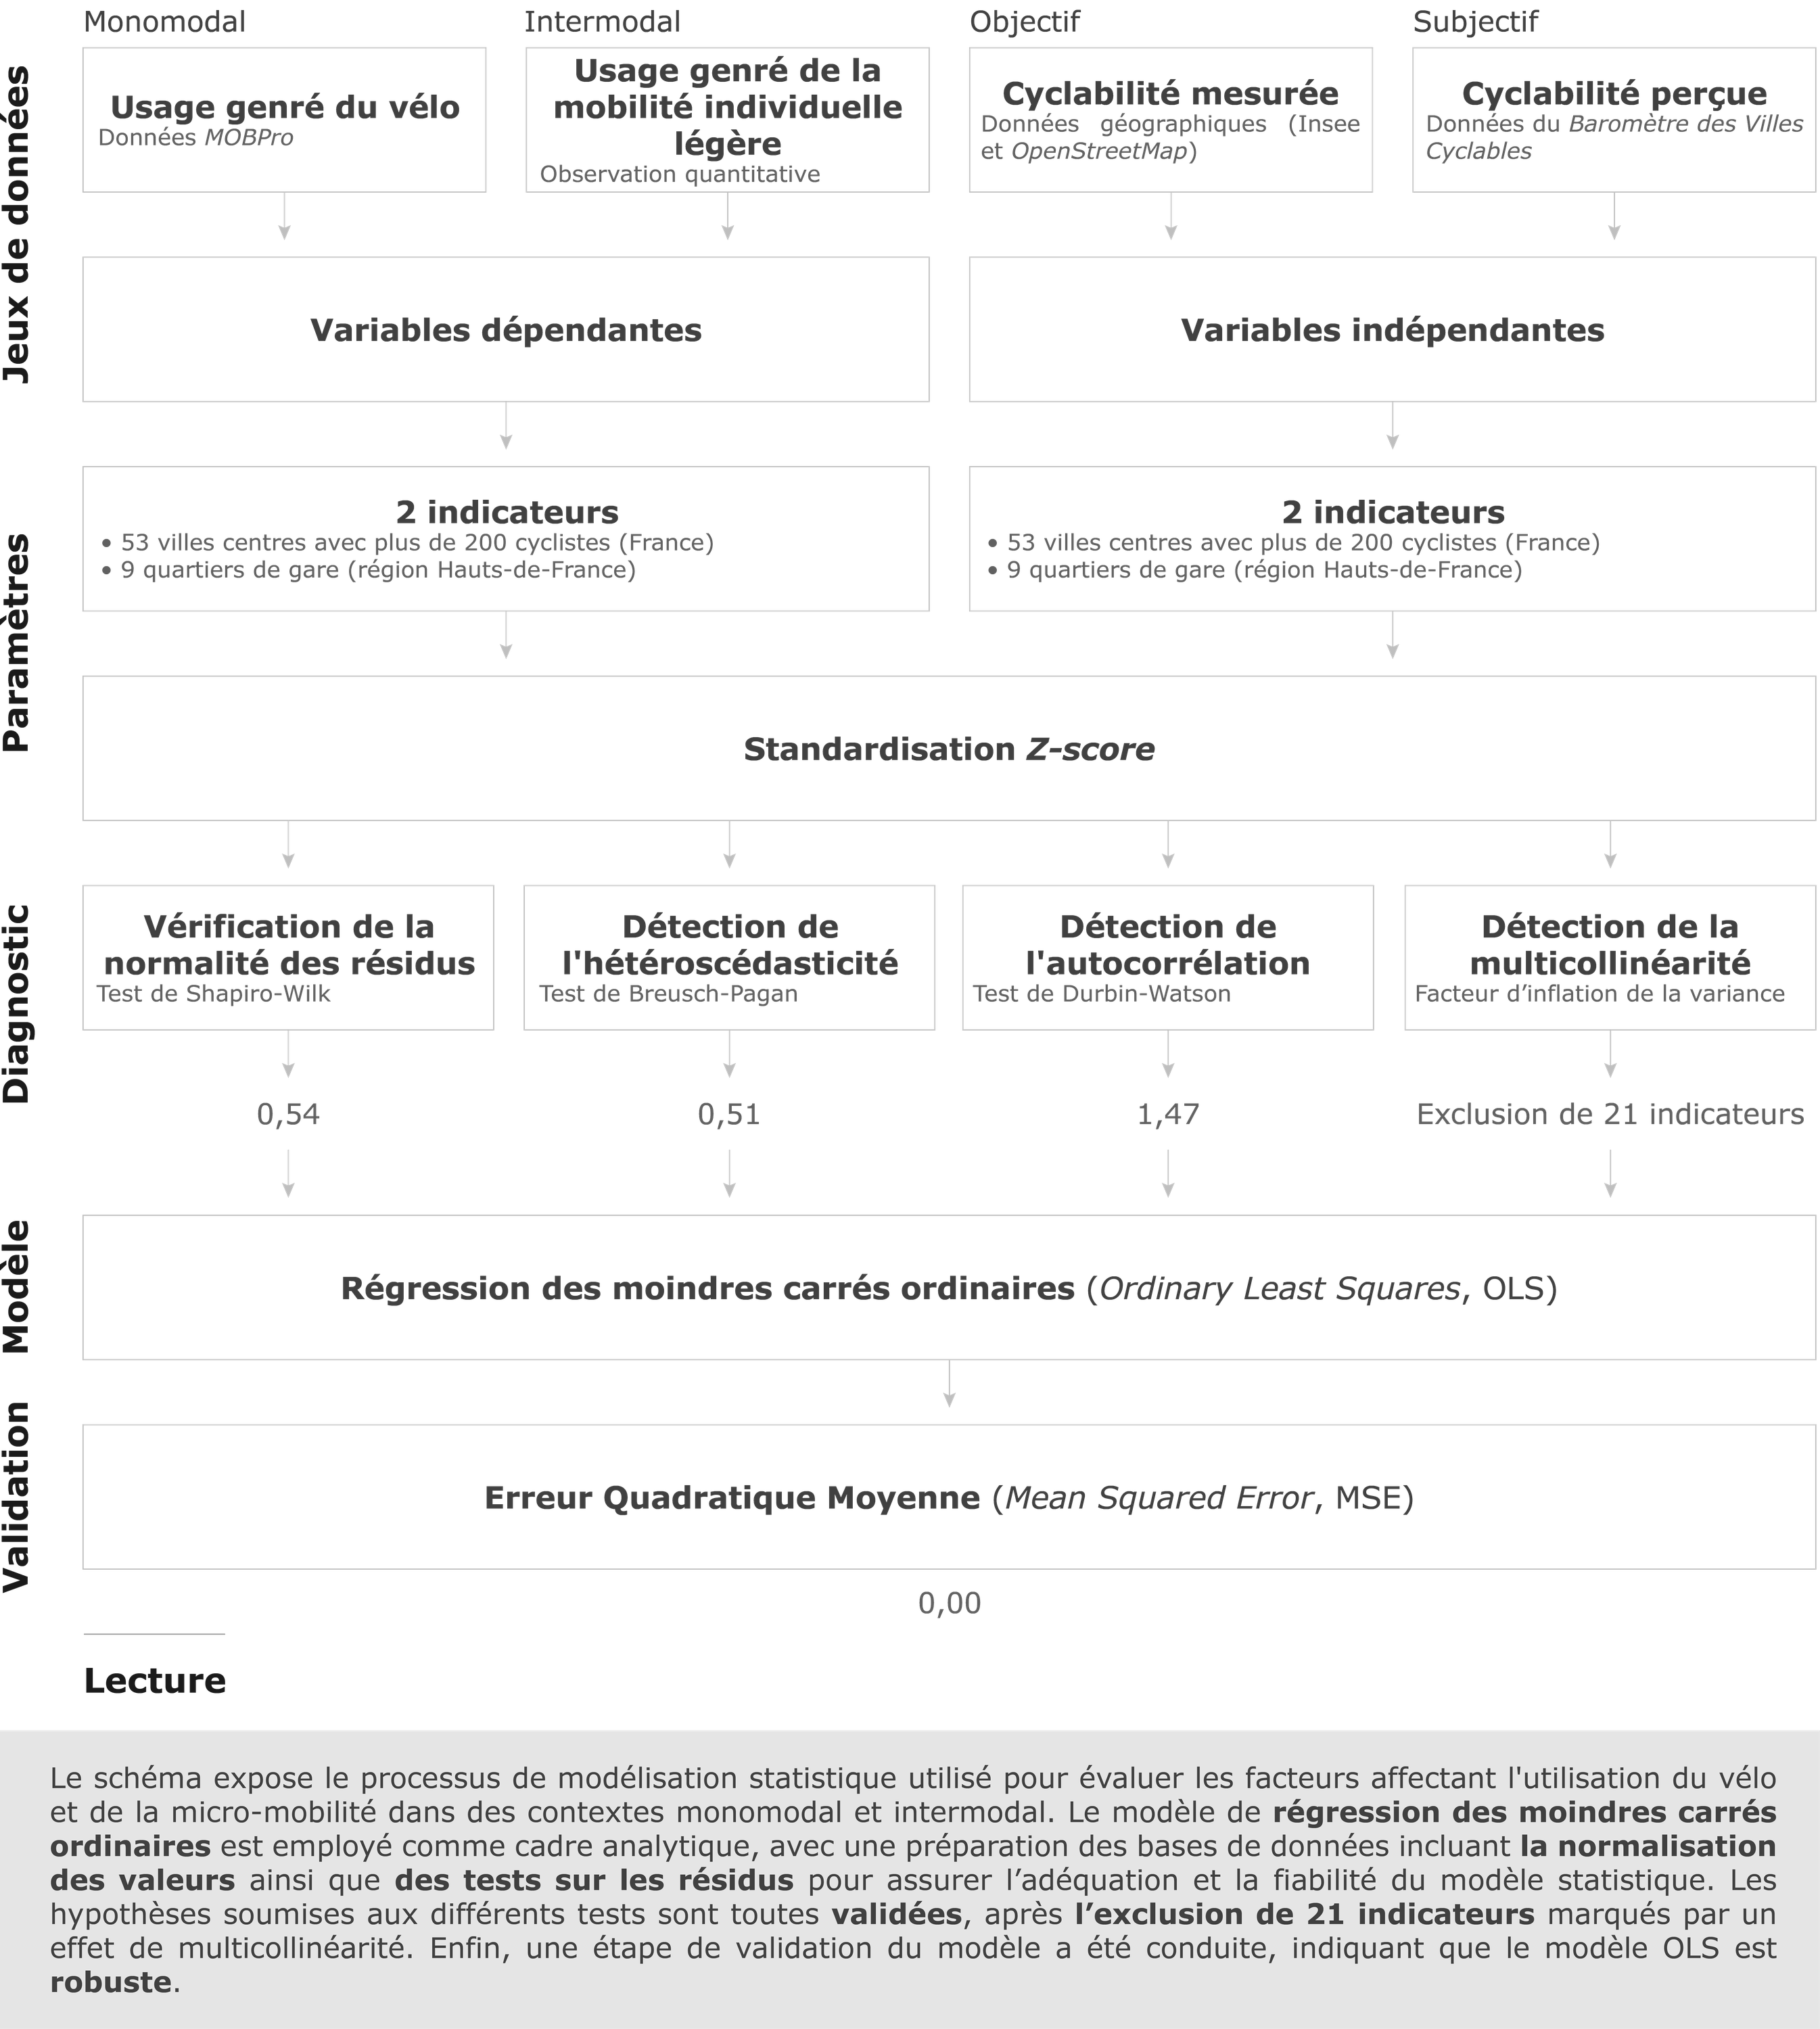 Monomodal
Intermodal
Objectif
Subjectif
Jeux de données
Usage genré du vélo
Données MOBPro
Usage genré de la
mobilité individuelle
légère
Observation quantitative
Cyclabilité mesurée
Données géographiques (Insee
et OpenStreetMap)
Cyclabilité perçue
Données du Baromètre des Villes
Cyclables
Variables dépendantes
Variables indépendantes
Paramètres
2 indicateurs
• 53 villes centres avec plus de 200 cyclistes (France)
• 9 quartiers de gare (région Hauts-de-France)
2 indicateurs
• 53 villes centres avec plus de 200 cyclistes (France)
• 9 quartiers de gare (région Hauts-de-France)
Standardisation Z-score
Diagnostic
Vérification de la
normalité des résidus
Test de Shapiro-Wilk
Détection de
l'hétéroscédasticité
Test de Breusch-Pagan
Détection de
l'autocorrélation
Test de Durbin-Watson
Détection de la
multicollinéarité
Facteur d’inflation de la variance
0,54
0,51
1,47
Exclusion de 21 indicateurs
Modèle
Régression des moindres carrés ordinaires (Ordinary Least Squares, OLS)
Validation
Erreur Quadratique Moyenne (Mean Squared Error, MSE)
0,00
Lecture
Le schéma expose le processus de modélisation statistique utilisé pour évaluer les facteurs affectant l'utilisation du vélo
et de la micro-mobilité dans des contextes monomodal et intermodal. Le modèle de régression des moindres carrés
ordinaires est employé comme cadre analytique, avec une préparation des bases de données incluant la normalisation
des valeurs ainsi que des tests sur les résidus pour assurer l’adéquation et la fiabilité du modèle statistique. Les
hypothèses soumises aux différents tests sont toutes validées, après l’exclusion de 21 indicateurs marqués par un
effet de multicollinéarité. Enfin, une étape de validation du modèle a été conduite, indiquant que le modèle OLS est
robuste.